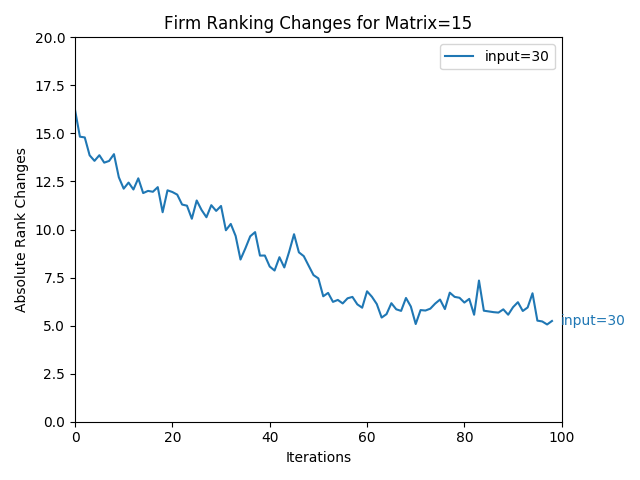 Firm Ranking Changes for Matrix=15
20.0
17.5
15.0
12.5
10.0
7.5
5.0
2.5
0.0
Absolute Rank Changes
input=30
input=30
0 20 40 60 80 100
Iterations